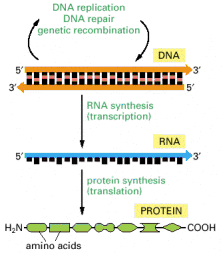 DNA replication
DNA repair
genetic recombination
DNA
5′ 3′
3′ 5′
RNA synthesis
(transcription)
RNA
5′ 3′
protein synthesis
(translation)
PROTEIN
H₂N COOH
amino acids